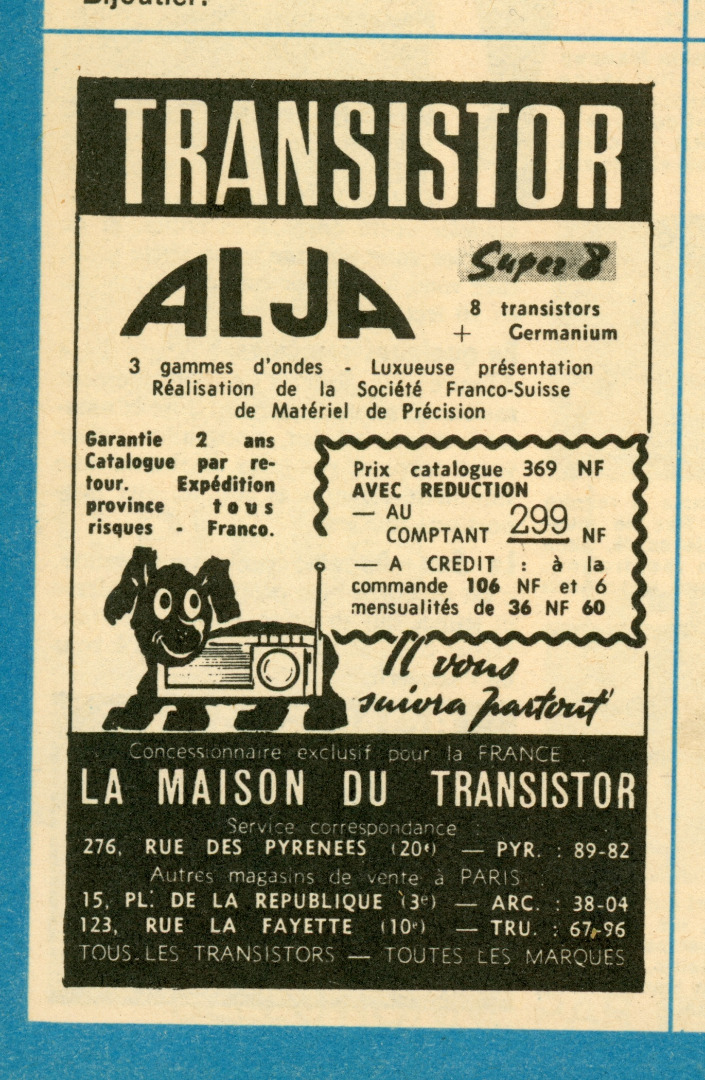 Bijoutier.
TRANSISTOR
ALJA
Super 8
8 transistors
+ Germanium
3 gammes d'ondes - Luxueuse présentation
Réalisation de la Société Franco-Suisse
de Matériel de Précision
Garantie 2 ans
Catalogue par re-
tour. Expédition
province tous
risques - Franco.
Prix catalogue 369 NF
AVEC REDUCTION
— AU
COMPTANT 299 NF
— A CREDIT : à la
commande 106 NF et 6
mensualités de 36 NF 60
Il vous
suivra partout
Concessionnaire exclusif pour la FRANCE :
LA MAISON DU TRANSISTOR
Service correspondance :
276, RUE DES PYRENEES (20e) — PYR. : 89-82
Autres magasins de vente à PARIS :
15, PL. DE LA REPUBLIQUE (3e) — ARC. : 38-04
123, RUE LA FAYETTE (10e) — TRU. : 67-96
TOUS LES TRANSISTORS — TOUTES LES MARQUES